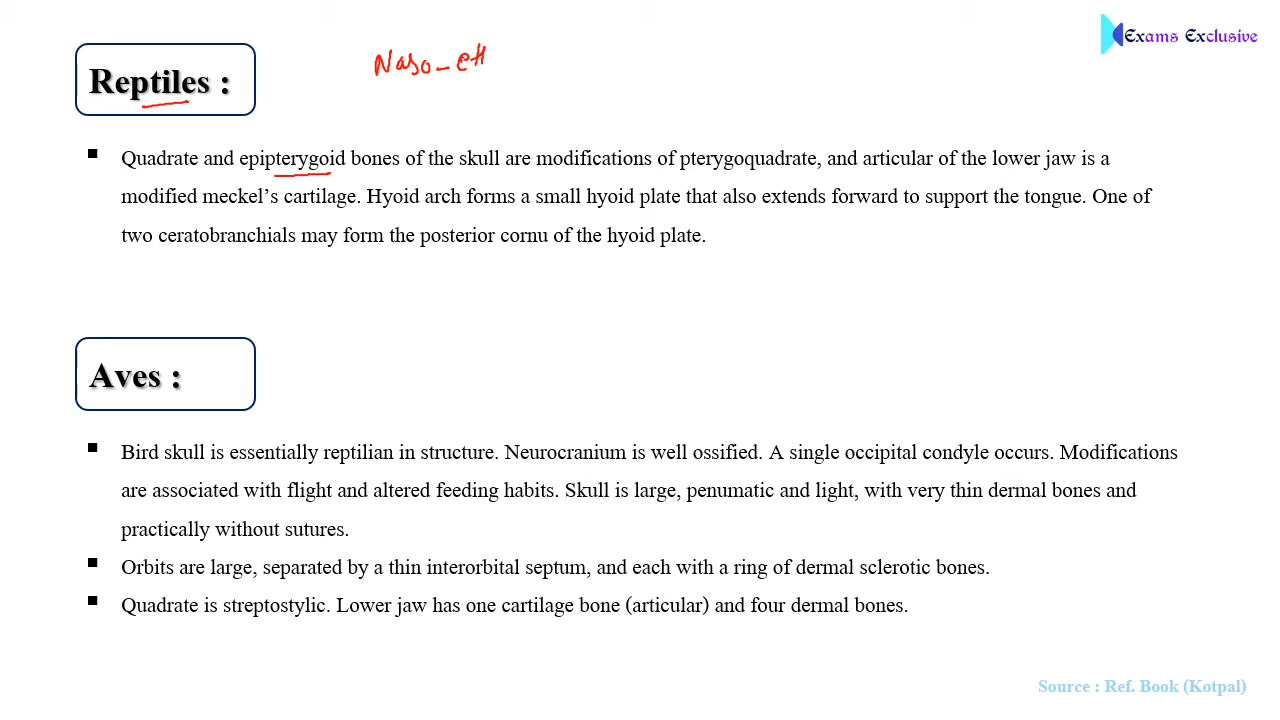 Exams Exclusive
Naso-eH
Reptiles :
Quadrate and epipterygoid bones of the skull are modifications of pterygoquadrate, and articular of the lower jaw is a
modified meckel’s cartilage. Hyoid arch forms a small hyoid plate that also extends forward to support the tongue. One of
two ceratobranchials may form the posterior cornu of the hyoid plate.
Aves :
Bird skull is essentially reptilian in structure. Neurocranium is well ossified. A single occipital condyle occurs. Modifications
are associated with flight and altered feeding habits. Skull is large, penumatic and light, with very thin dermal bones and
practically without sutures.
Orbits are large, separated by a thin interorbital septum, and each with a ring of dermal sclerotic bones.
Quadrate is streptostylic. Lower jaw has one cartilage bone (articular) and four dermal bones.
Source : Ref. Book (Kotpal)